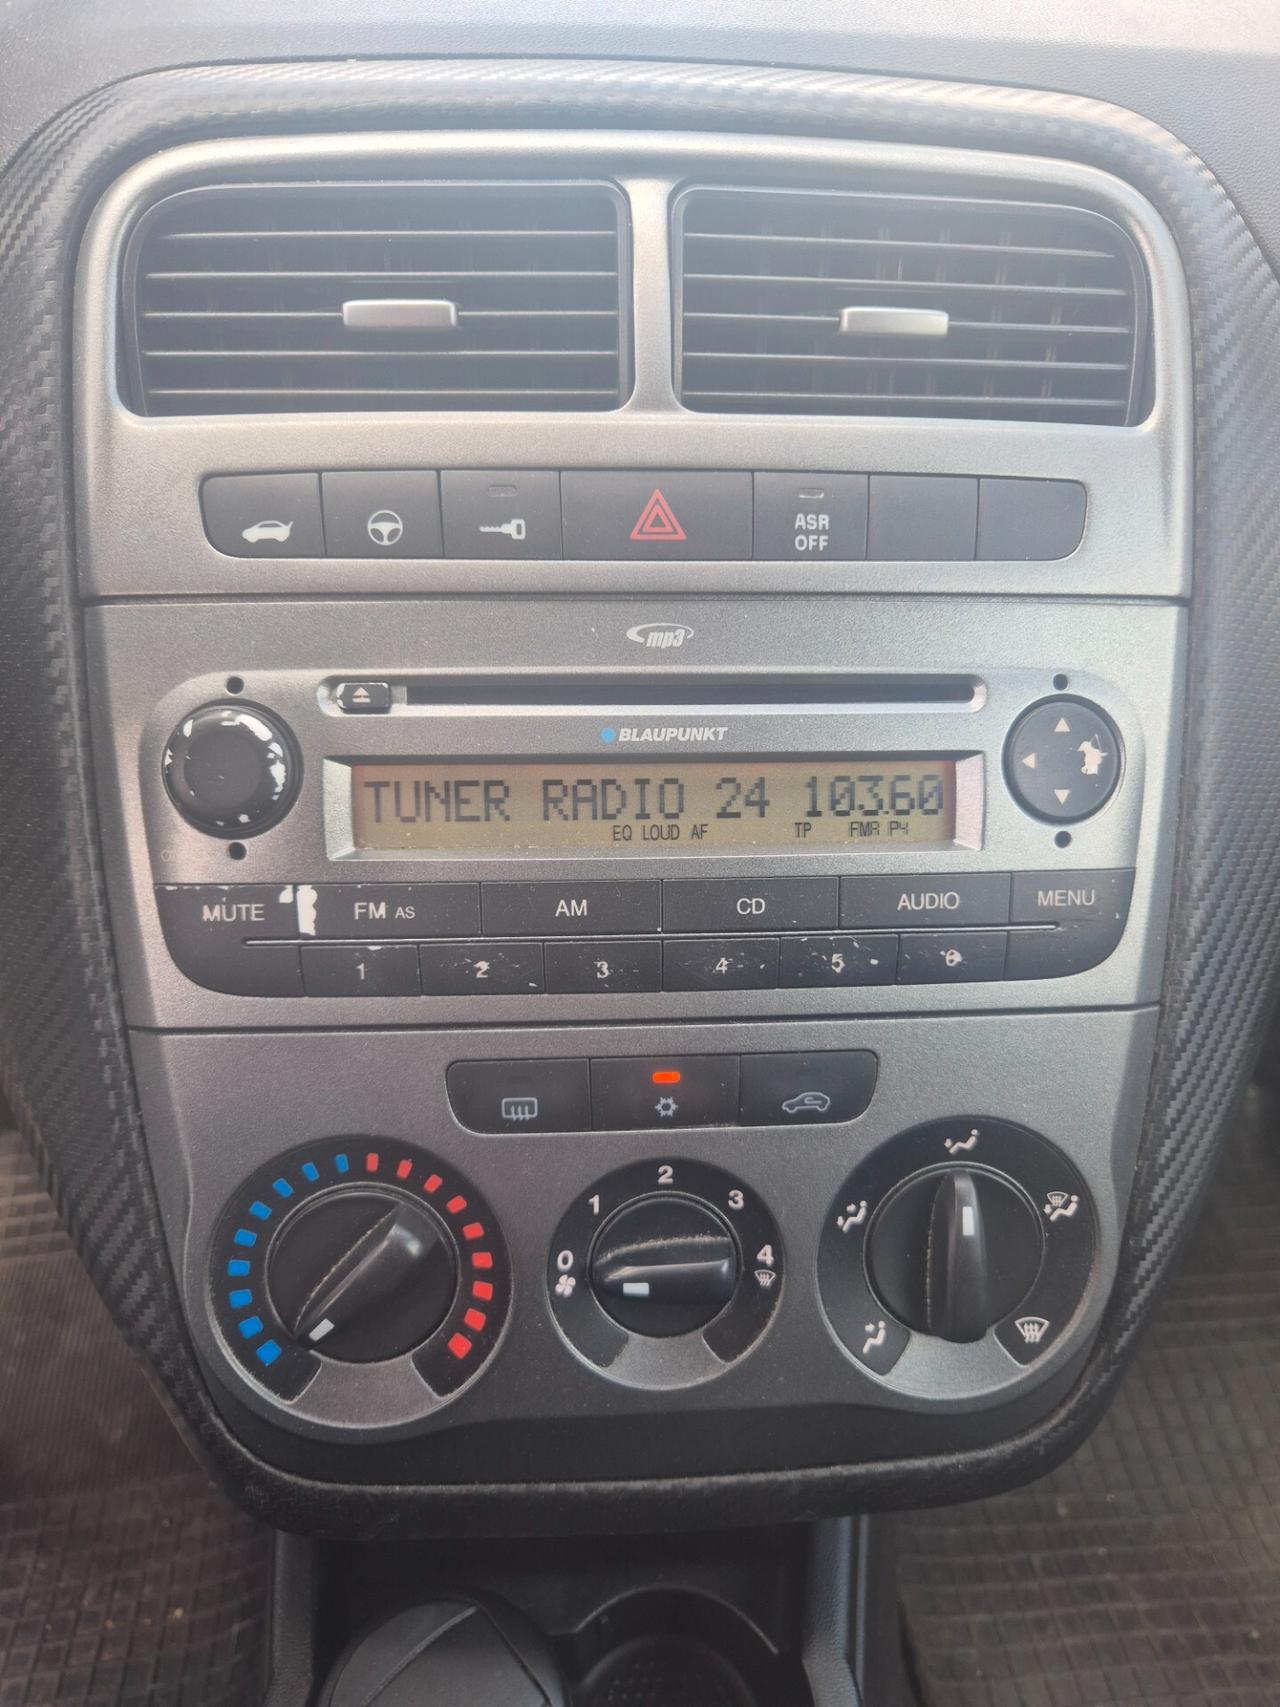 ASR
OFF
mp3
BLAUPUNKT
TUNER RADIO 24 103.60
EQ LOUD AF TP FMA P4
MUTE FM AS AM CD AUDIO MENU
1 2 3 4 5 6
0 1 2 3 4